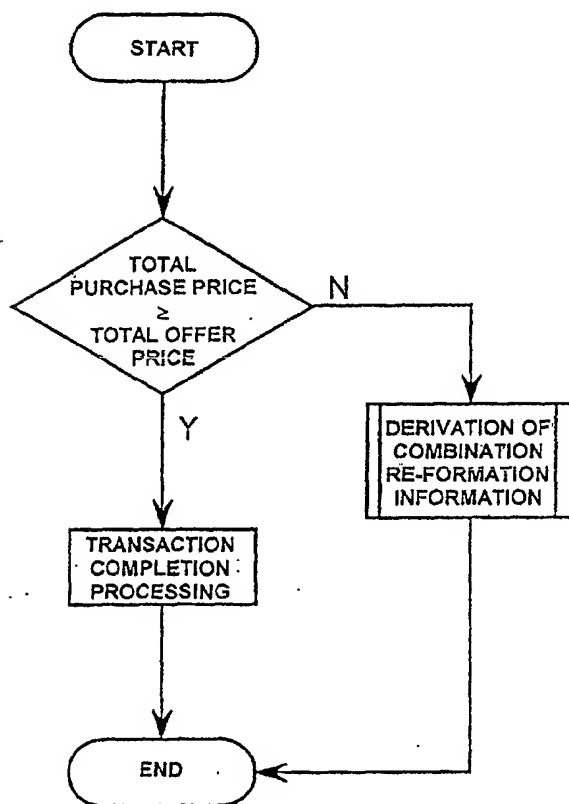 START
TOTAL
PURCHASE PRICE
≥
TOTAL OFFER
PRICE
N
Y
DERIVATION OF
COMBINATION
RE-FORMATION
INFORMATION
TRANSACTION
COMPLETION
PROCESSING
END